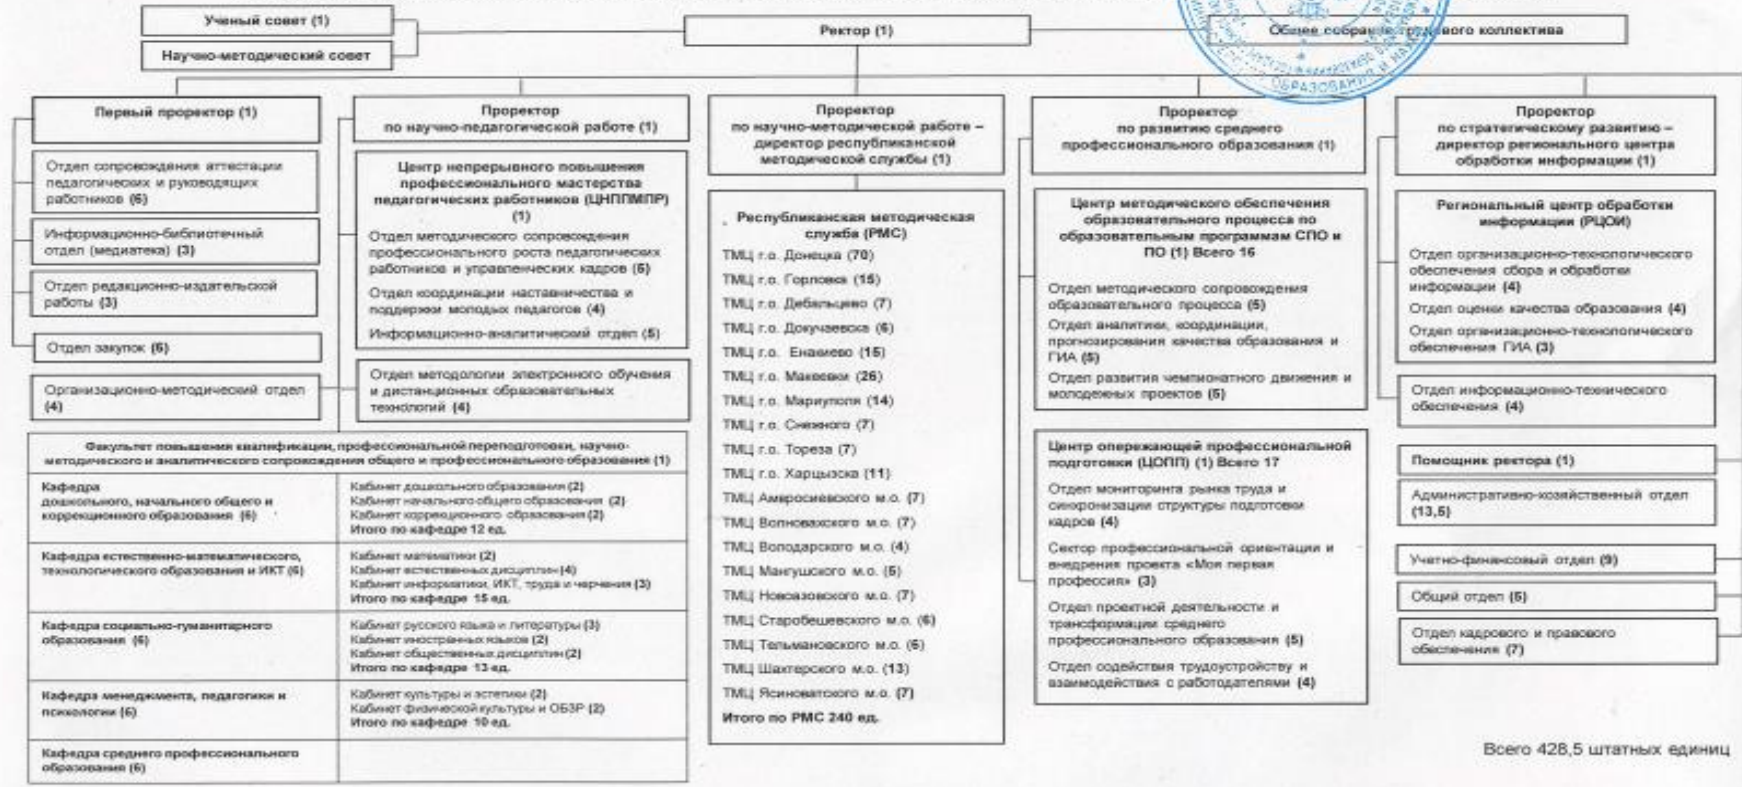 Ученый совет (1)
Научно-методический совет
Ректор (1)
Общее собрание трудового коллектива
ОБРАЗОВАНИЯ И НАУКИ
Первый проректор (1)
Отдел сопровождения аттестации
педагогических и руководящих
работников (6)
Информационно-библиотечный
отдел (медиатека) (3)
Отдел редакционно-издательской
работы (3)
Отдел закупок (6)
Организационно-методический отдел
(4)
Проректор
по научно-педагогической работе (1)
Центр непрерывного повышения
профессионального мастерства
педагогических работников (ЦНППМПР)
(1)
Отдел методического сопровождения
профессионального роста педагогических
работников и управленческих кадров (5)
Отдел координации наставничества и
поддержки молодых педагогов (4)
Информационно-аналитический отдел (5)
Отдел методологии электронного обучения
и дистанционных образовательных
технологий (4)
Факультет повышения квалификации, профессиональной переподготовки, научно-
методического и аналитического сопровождения общего и профессионального образования (1)
Кафедра
дошкольного, начального общего и
коррекционного образования (6)
Кабинет дошкольного образования (2)
Кабинет начального общего образования (2)
Кабинет коррекционного образования (2)
Итого по кафедре 12 ед.
Кафедра естественно-математического,
технологического образования и ИКТ (6)
Кабинет математики (2)
Кабинет естественных дисциплин (4)
Кабинет информатики, ИКТ, труда и черчения (3)
Итого по кафедре 15 ед.
Кафедра социально-гуманитарного
образования (6)
Кабинет русского языка и литературы (3)
Кабинет иностранных языков (2)
Кабинет общественных дисциплин (2)
Итого по кафедре 13 ед.
Кафедра менеджмента, педагогики и
психологии (6)
Кабинет культуры и эстетики (2)
Кабинет физической культуры и ОБЗР (2)
Итого по кафедре 10 ед.
Кафедра среднего профессионального
образования (6)
Проректор
по научно-методической работе –
директор республиканской
методической службы (1)
Республиканская методическая
служба (РМС)
ТМЦ г.о. Донецка (70)
ТМЦ г.о. Горловка (15)
ТМЦ г.о. Дебальцево (7)
ТМЦ г.о. Докучаевска (6)
ТМЦ г.о. Енакиево (15)
ТМЦ г.о. Макеевки (26)
ТМЦ г.о. Мариуполя (14)
ТМЦ г.о. Снежного (7)
ТМЦ г.о. Тореза (7)
ТМЦ г.о. Харцызска (11)
ТМЦ Амвросиевского м.о. (7)
ТМЦ Волновахского м.о. (7)
ТМЦ Володарского м.о. (4)
ТМЦ Мангушского м.о. (5)
ТМЦ Новоазовского м.о. (7)
ТМЦ Старобешевского м.о. (6)
ТМЦ Тельмановского м.о. (6)
ТМЦ Шахтерского м.о. (13)
ТМЦ Ясиноватского м.о. (7)
Итого по РМС 240 ед.
Проректор
по развитию среднего
профессионального образования (1)
Центр методического обеспечения
образовательного процесса по
образовательным программам СПО и
ПО (1) Всего 16
Отдел методического сопровождения
образовательного процесса (5)
Отдел аналитики, координации,
прогнозирования качества образования и
ГИА (5)
Отдел развития чемпионатного движения и
молодежных проектов (5)
Центр опережающей профессиональной
подготовки (ЦОПП) (1) Всего 17
Отдел мониторинга рынка труда и
синхронизации структуры подготовки
кадров (4)
Сектор профессиональной ориентации и
внедрения проекта «Моя первая
профессия» (3)
Отдел проектной деятельности и
трансформации среднего
профессионального образования (5)
Отдел содействия трудоустройству и
взаимодействия с работодателями (4)
Проректор
по стратегическому развитию –
директор регионального центра
обработки информации (1)
Региональный центр обработки
информации (РЦОИ)
Отдел организационно-технологического
обеспечения сбора и обработки
информации (4)
Отдел оценки качества образования (4)
Отдел организационно-технологического
обеспечения ГИА (3)
Отдел информационно-технического
обеспечения (4)
Помощник ректора (1)
Административно-хозяйственный отдел
(13,5)
Учетно-финансовый отдел (9)
Общий отдел (5)
Отдел кадрового и правового
обеспечения (7)
Всего 428,5 штатных единиц